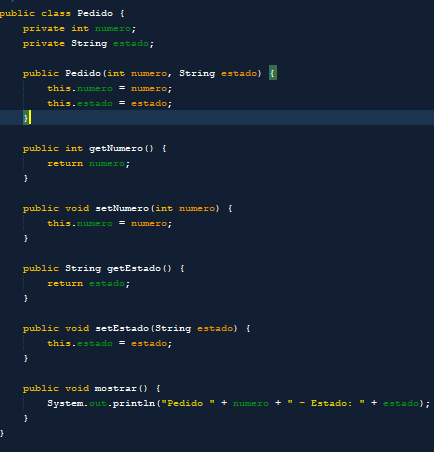 public class Pedido {
    private int numero;
    private String estado;

    public Pedido(int numero, String estado) {
        this.numero = numero;
        this.estado = estado;
    }

    public int getNumero() {
        return numero;
    }

    public void setNumero(int numero) {
        this.numero = numero;
    }

    public String getEstado() {
        return estado;
    }

    public void setEstado(String estado) {
        this.estado = estado;
    }

    public void mostrar() {
        System.out.println("Pedido " + numero + " - Estado: " + estado);
    }
}